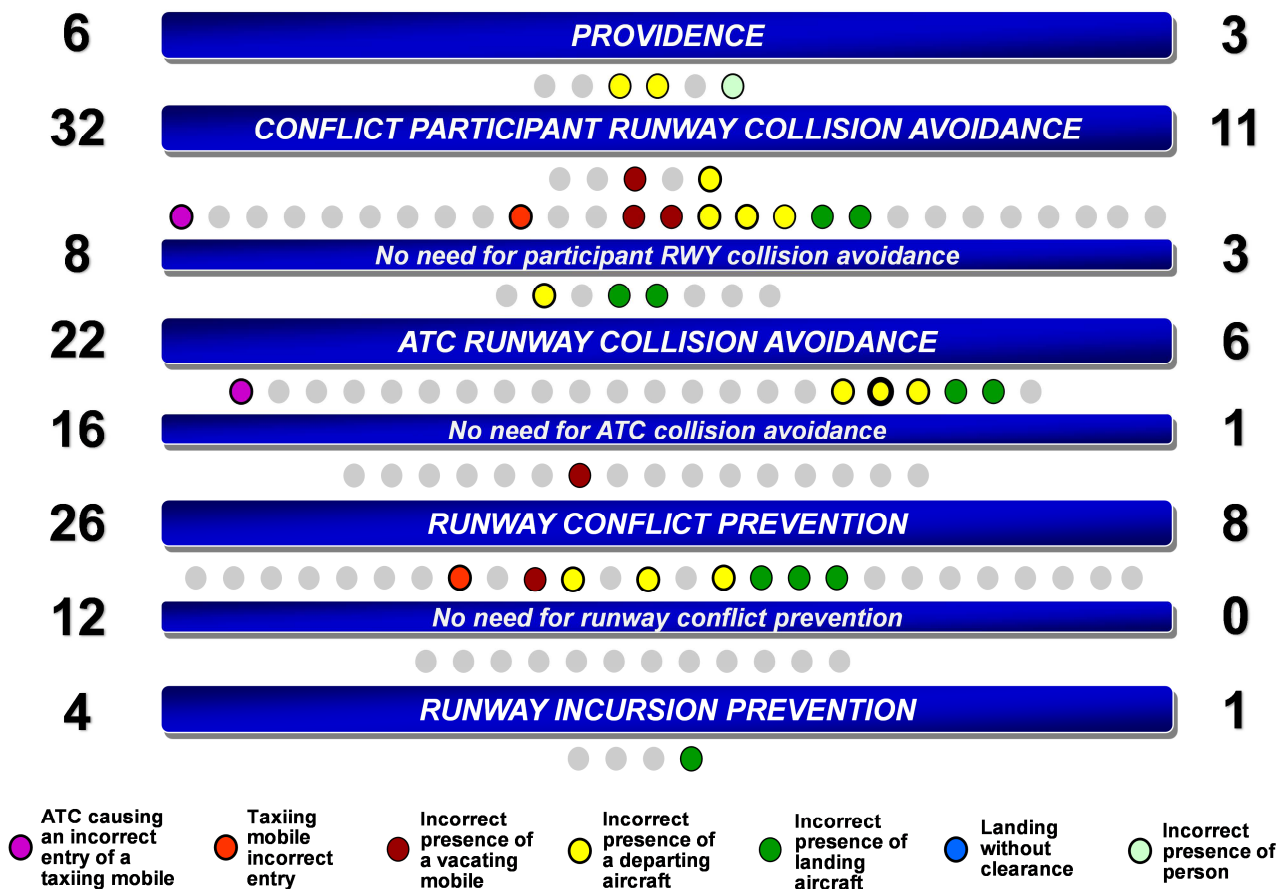 6 PROVIDENCE 3
32 CONFLICT PARTICIPANT RUNWAY COLLISION AVOIDANCE 11
8 No need for participant RWY collision avoidance 3
22 ATC RUNWAY COLLISION AVOIDANCE 6
16 No need for ATC collision avoidance 1
26 RUNWAY CONFLICT PREVENTION 8
12 No need for runway conflict prevention 0
4 RUNWAY INCURSION PREVENTION 1
ATC causing
an incorrect
entry of a
taxiing mobile
Taxiing
mobile
incorrect
entry
Incorrect
presence of
a vacating
mobile
Incorrect
presence of
a departing
aircraft
Incorrect
presence of
landing
aircraft
Landing
without
clearance
Incorrect
presence of
person